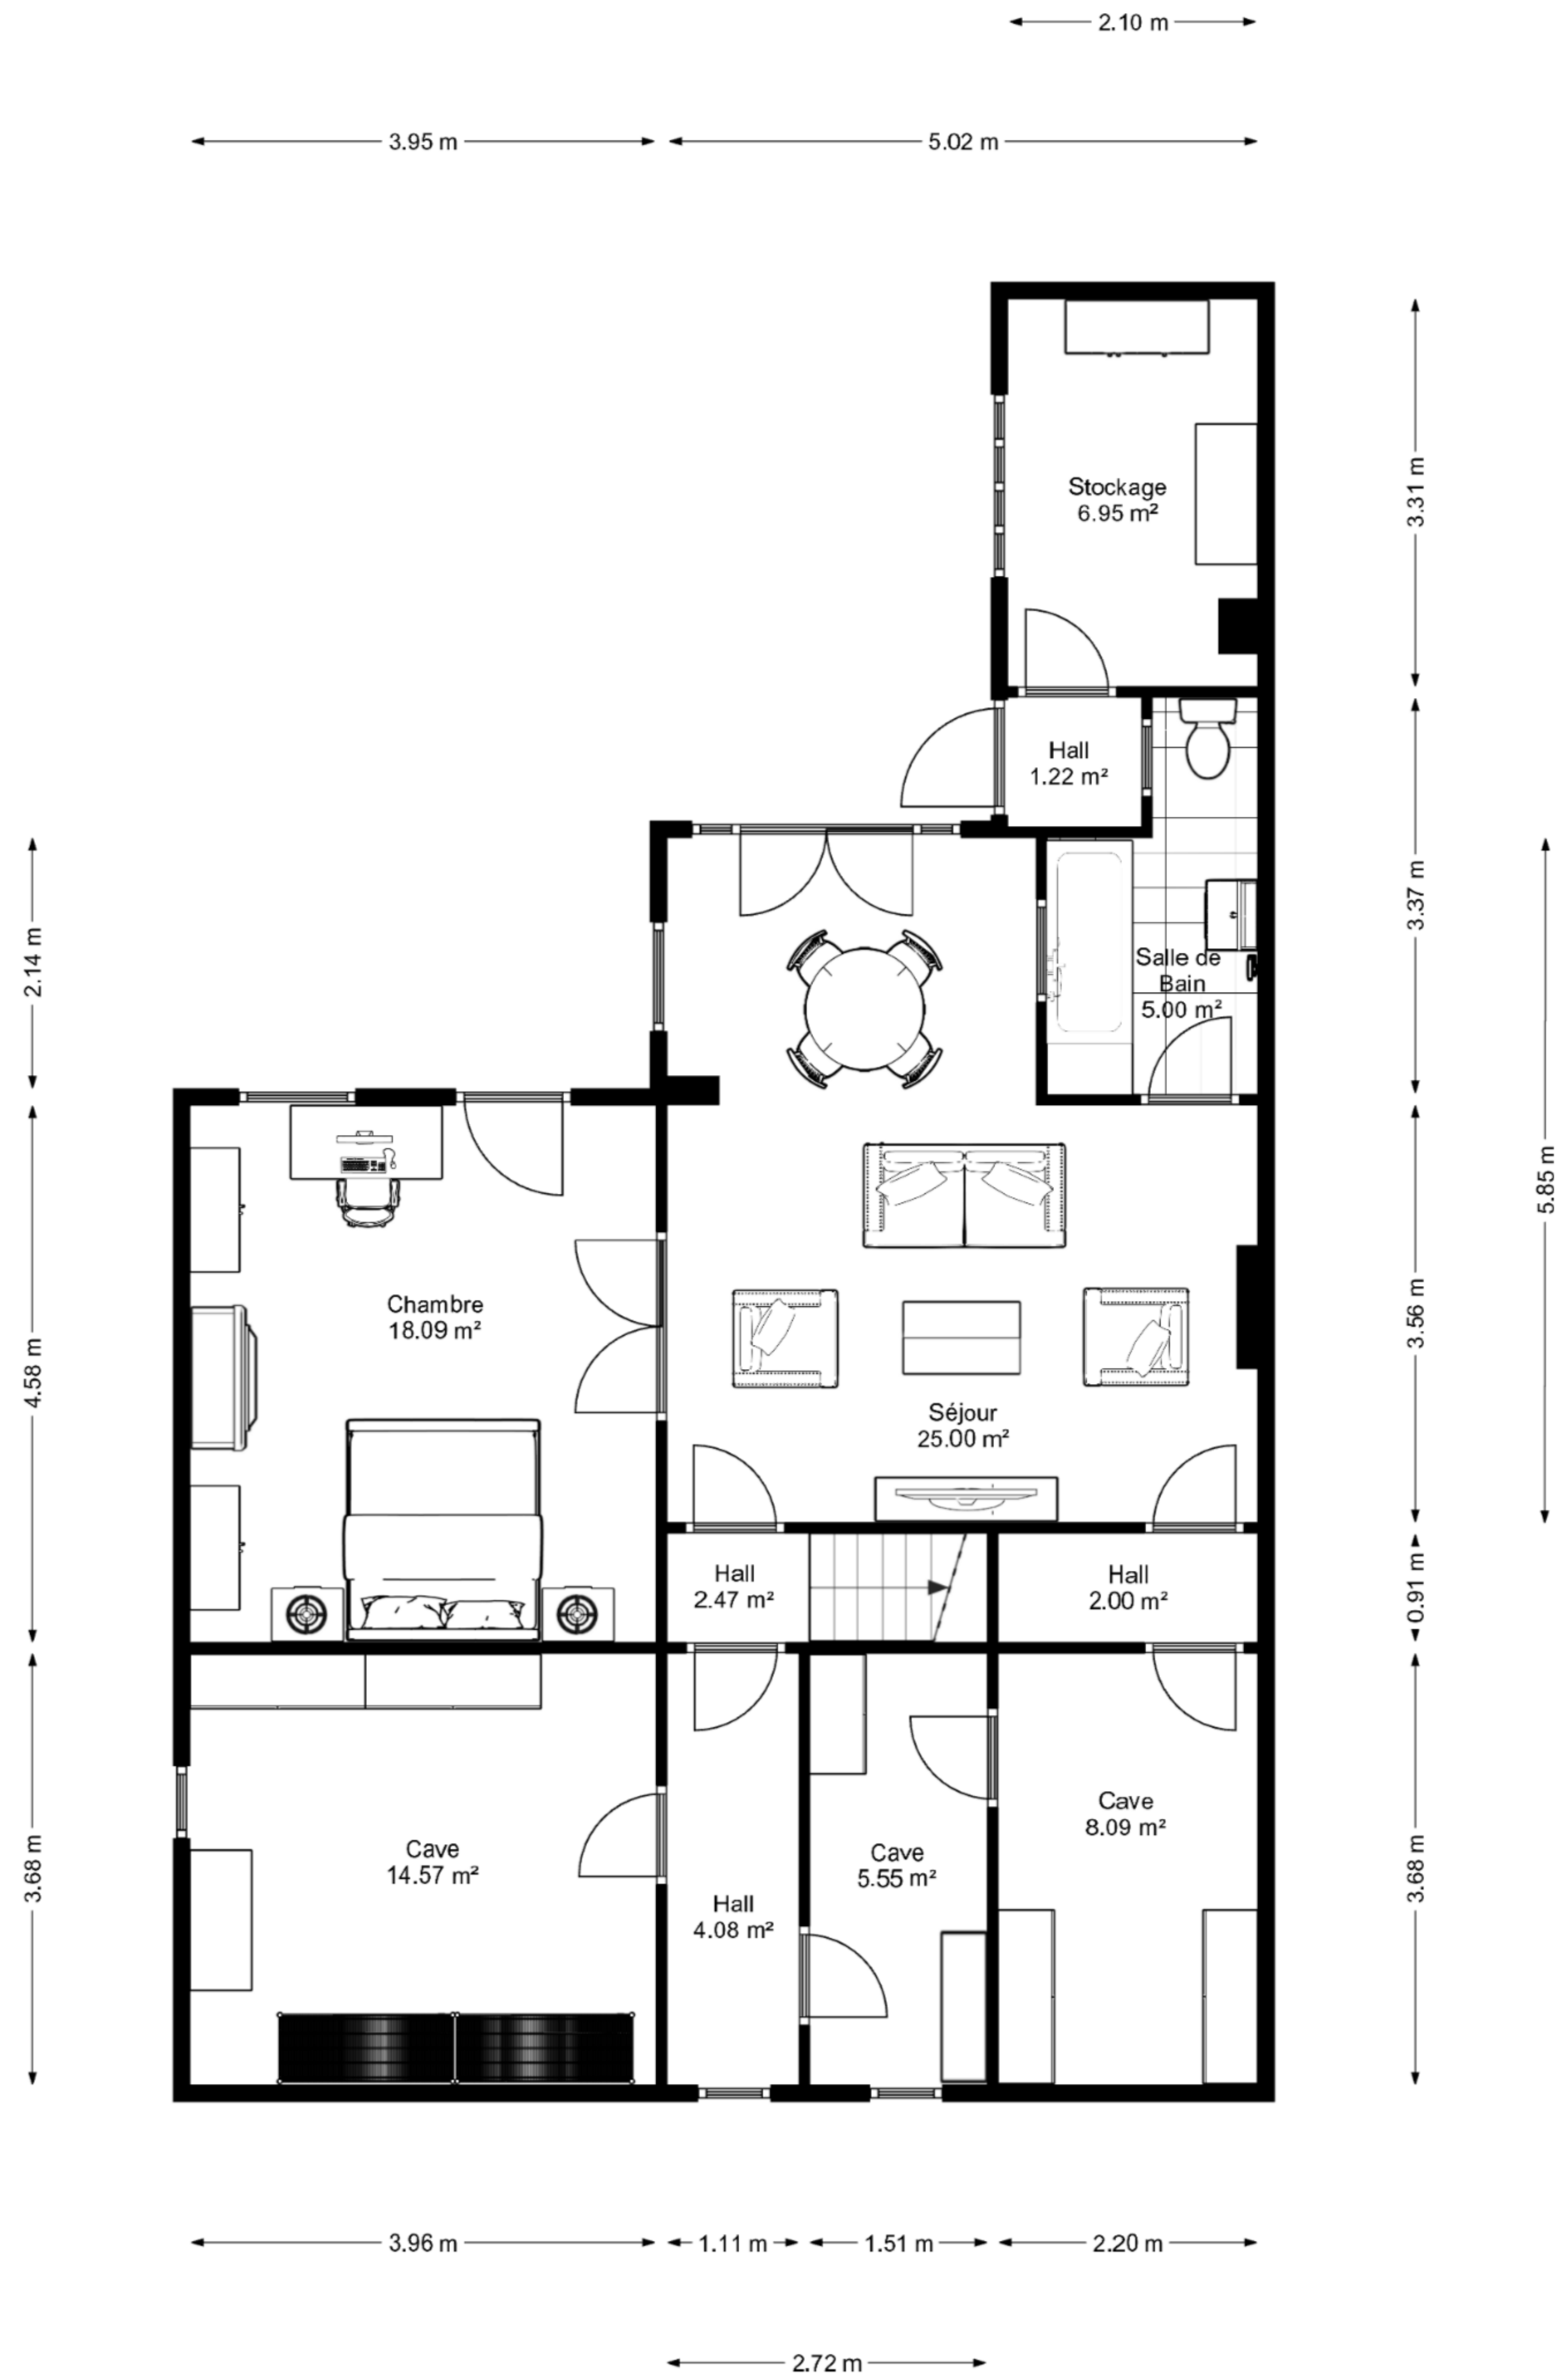 2.10 m
3.95 m
5.02 m
Stockage
6.95 m²
3.31 m
Hall
1.22 m²
3.37 m
2.14 m
Salle de
Bain
5.00 m²
5.85 m
Chambre
18.09 m²
4.58 m
3.56 m
Séjour
25.00 m²
Hall
2.47 m²
Hall
2.00 m²
0.91 m
Cave
14.57 m²
3.68 m
Hall
4.08 m²
Cave
5.55 m²
Cave
8.09 m²
3.68 m
3.96 m
1.11 m
1.51 m
2.20 m
2.72 m